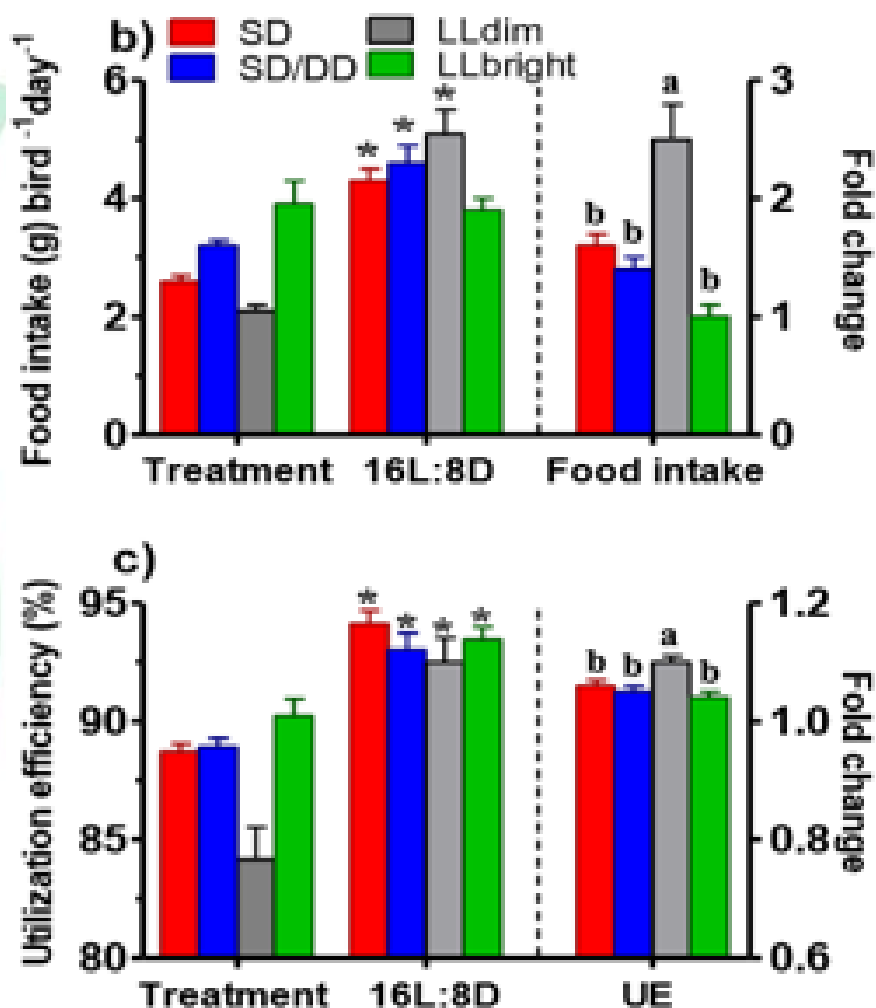 b) SD LLdim
SD/DD LLbright
Food intake (g) bird -1 day-1
6
4
2
0
* * *
b b a b
3
2
1
0
Fold change
Treatment 16L:8D Food intake
c)
Utilization efficiency (%)
95
90
85
80
* * * *
b b a b
1.2
1.0
0.8
0.6
Fold change
Treatment 16L:8D UE